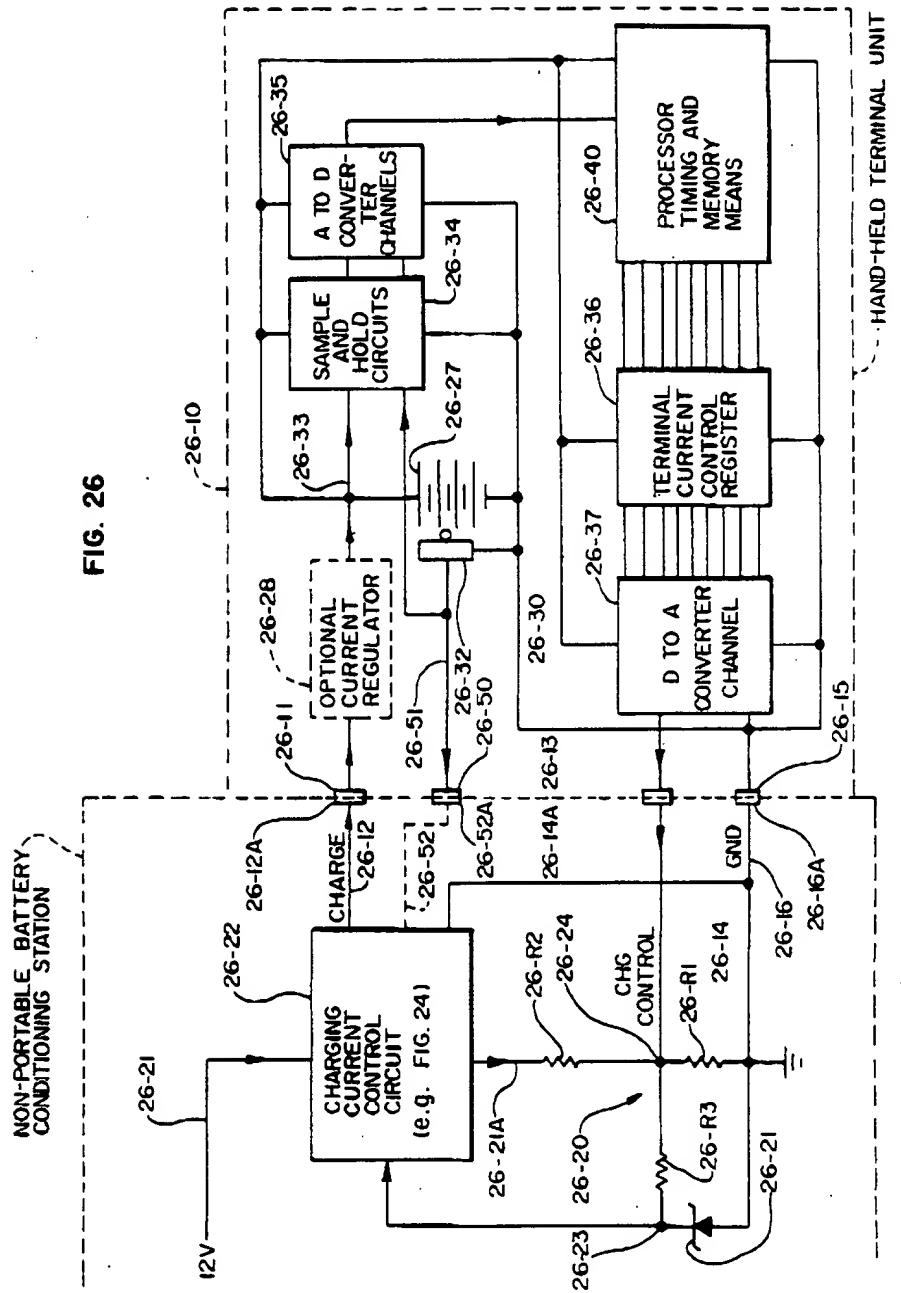 FIG. 26
NON-PORTABLE BATTERY
CONDITIONING STATION
26-21
12V
26-22
CHARGING
CURRENT
CONTROL
CIRCUIT
(e.g. FIG. 24)
26-12A
26-11
CHARGE
26-12
26-52
26-52A
26-50
26-51
26-21A
26-R2
26-24
26-14A
26-13
CHG
CONTROL
26-14
26-R1
GND
26-16
26-16A
26-15
26-20
26-R3
26-23
26-21
26-10
26-28
OPTIONAL
CURRENT
REGULATOR
26-33
26-27
26-32
26-30
SAMPLE
AND
HOLD
CIRCUITS
26-34
A TO D
CONVER-
TER
CHANNELS
26-35
26-37
D TO A
CONVERTER
CHANNEL
26-36
TERMINAL
CURRENT
CONTROL
REGISTER
26-40
PROCESSOR
TIMING AND
MEMORY
MEANS
HAND-HELD TERMINAL UNIT